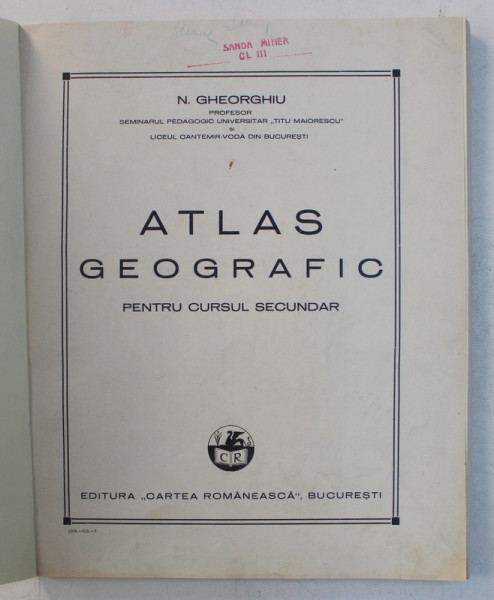 SANDA MINEA
CL III
N. GHEORGHIU
PROFESOR
SEMINARUL PEDAGOGIC UNIVERSITAR „TITU MAIORESCU"
ȘI
LICEUL CANTEMIR-VODĂ DIN BUCUREȘTI
ATLAS
GEOGRAFIC
PENTRU CURSUL SECUNDAR
C R
EDITURA „CARTEA ROMÂNEASCĂ", BUCUREȘTI